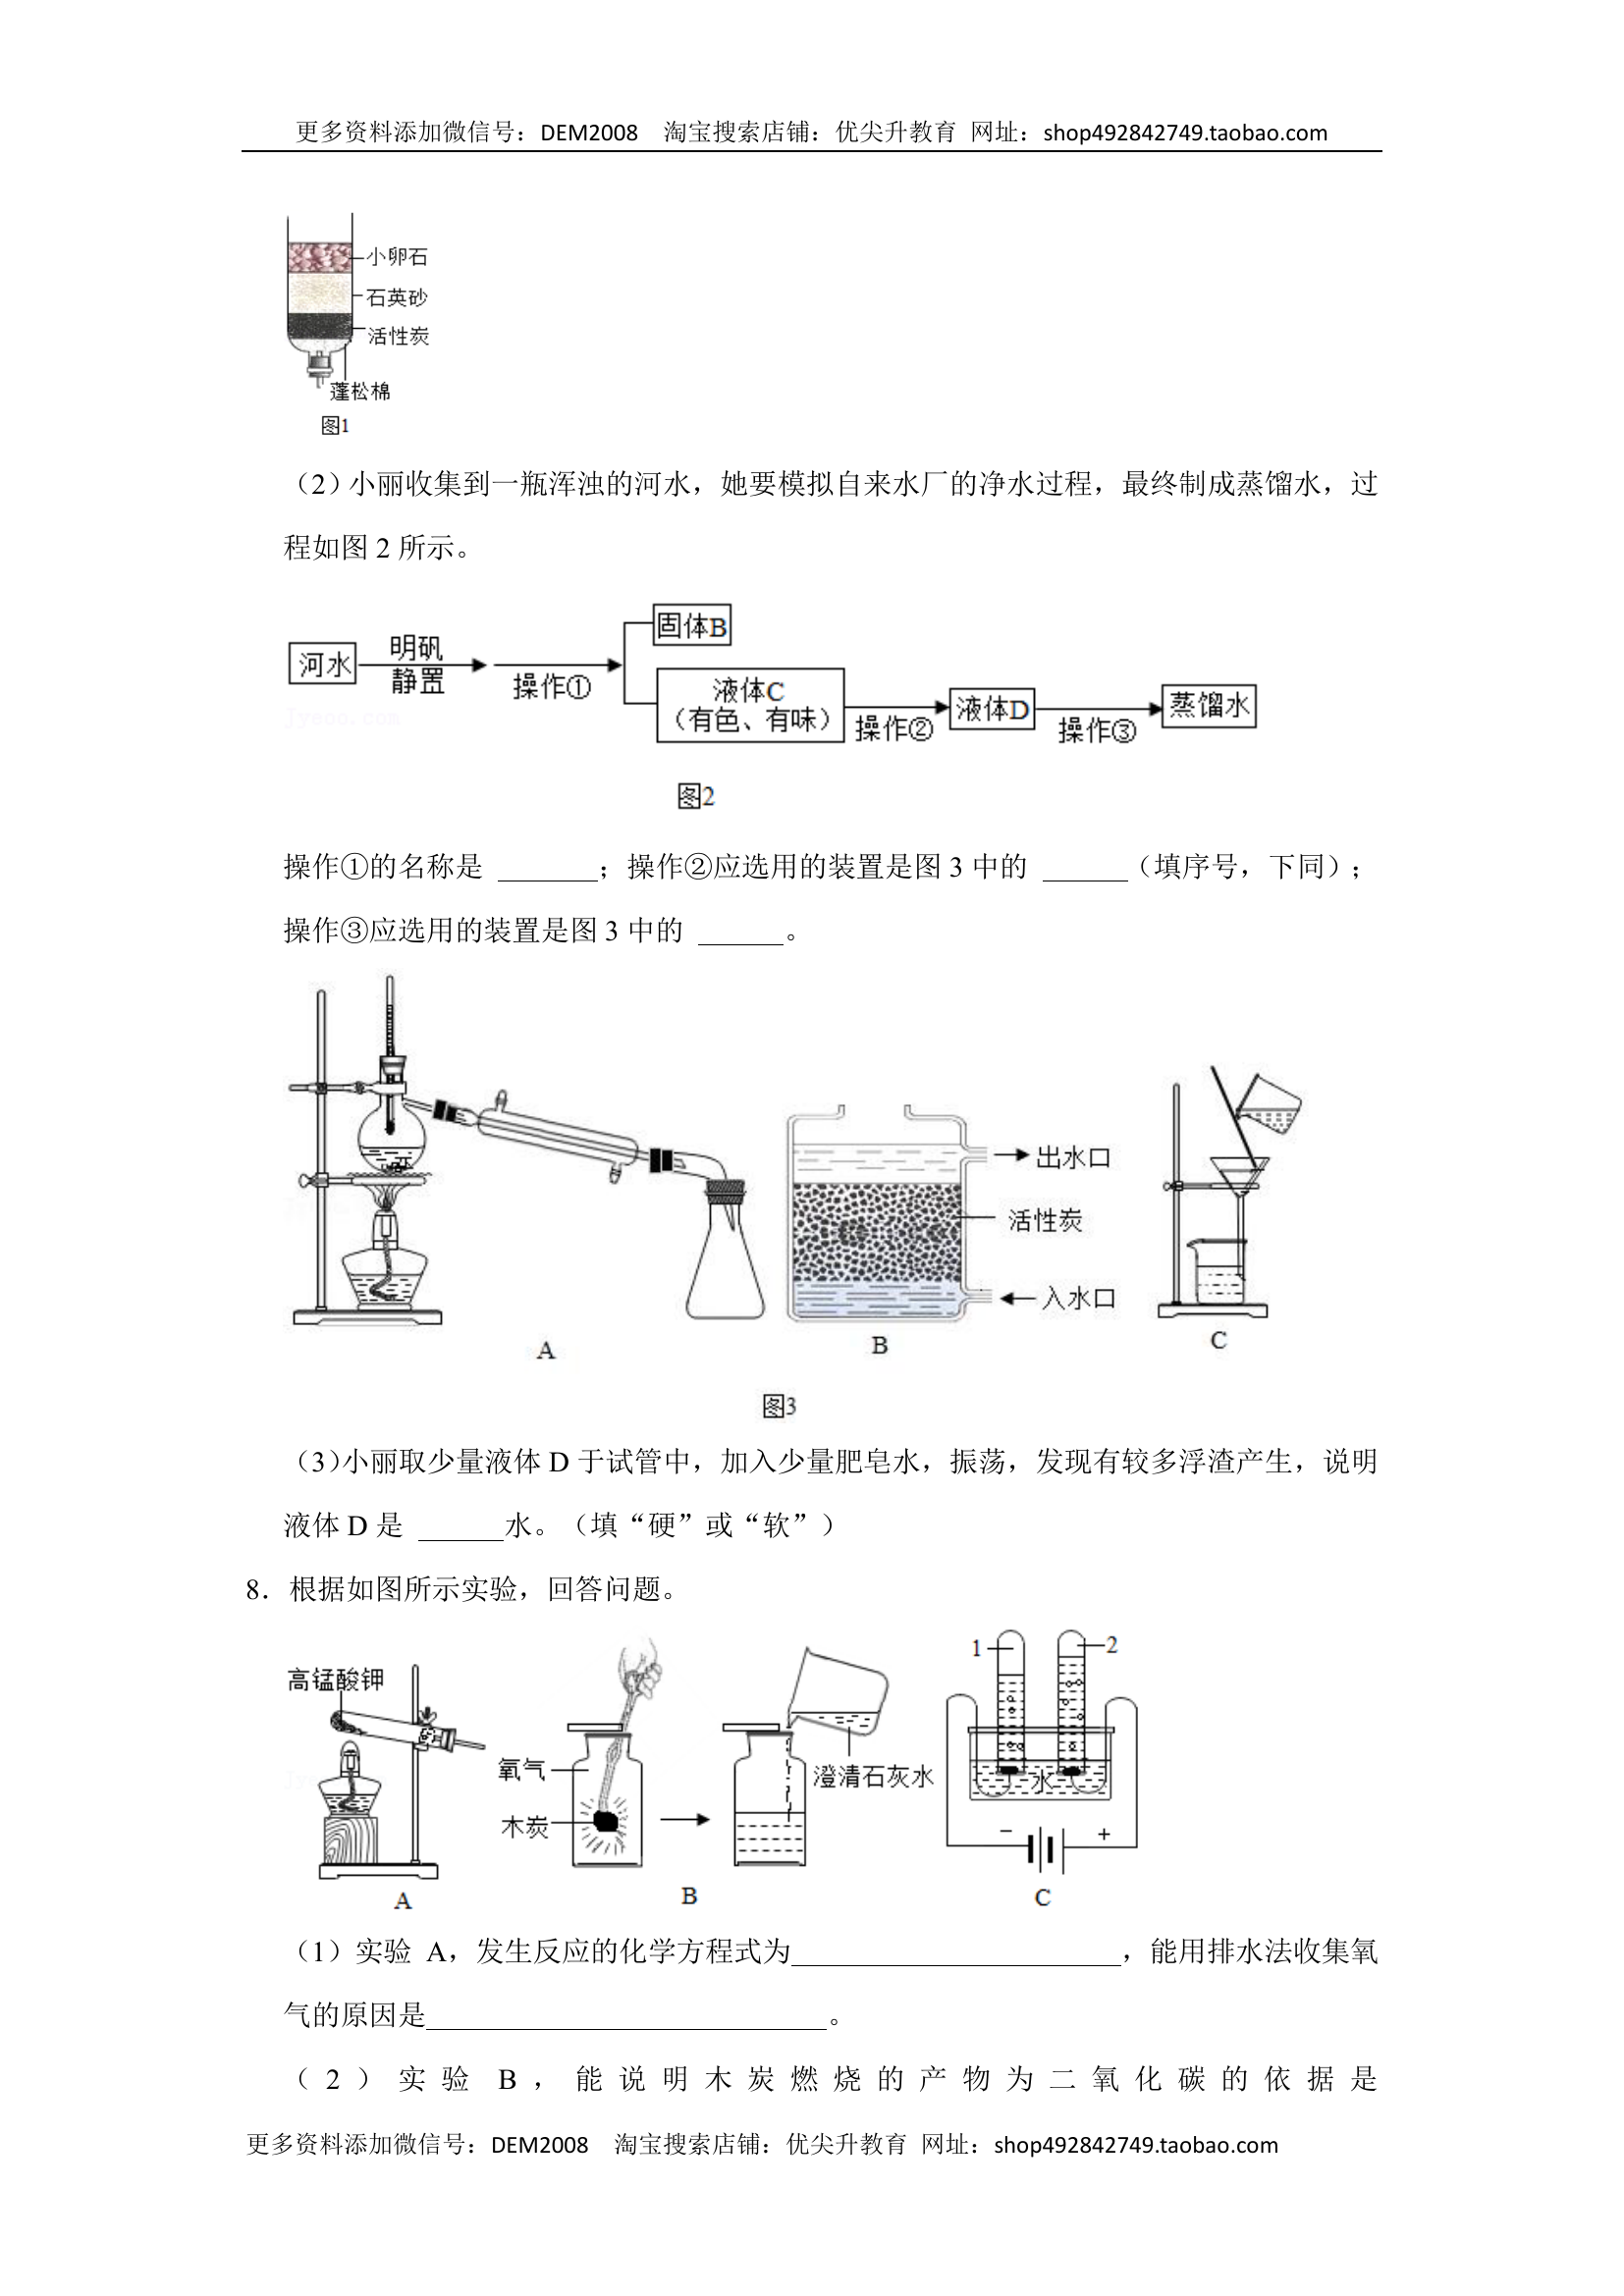 更多资料添加微信号：DEM2008 淘宝搜索店铺：优尖升教育 网址：shop492842749.taobao.com
小卵石
石英砂
活性炭
蓬松棉
图1
（2）小丽收集到一瓶浑浊的河水，她要模拟自来水厂的净水过程，最终制成蒸馏水，过
程如图 2 所示。
固体B
河水 明矾 静置 操作①
液体C
（有色、有味）
操作② 液体D 操作③ 蒸馏水
Jyeoo.com
图2
操作①的名称是 ______；操作②应选用的装置是图 3 中的 ______（填序号，下同）；
操作③应选用的装置是图 3 中的 ______。
出水口
活性炭
入水口
A B C
图3
（3）小丽取少量液体 D 于试管中，加入少量肥皂水，振荡，发现有较多浮渣产生，说明
液体 D 是 ______水。（填“硬”或“软”）
8．根据如图所示实验，回答问题。
高锰酸钾
氧气
木炭
澄清石灰水
1 2
水
− +
A B C
（1）实验 A，发生反应的化学方程式为______________________，能用排水法收集氧
气的原因是___________________________。
（2）实验 B，能说明木炭燃烧的产物为二氧化碳的依据是
更多资料添加微信号：DEM2008 淘宝搜索店铺：优尖升教育 网址：shop492842749.taobao.com